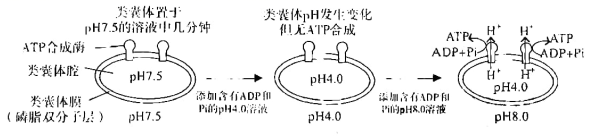 类囊体置于
pH7.5的溶液中几分钟
ATP合成酶
类囊体腔
类囊体膜
（磷脂双分子层）
pH7.5
pH7.5
添加含有ADP和
Pi的pH4.0溶液
类囊体pH发生变化
但无ATP合成
pH4.0
pH4.0
添加含有ADP和
Pi的pH8.0溶液
ATP H⁺ H⁺ ATP
ADP+Pi ADP+Pi
H⁺ H⁺
pH4.0
pH8.0